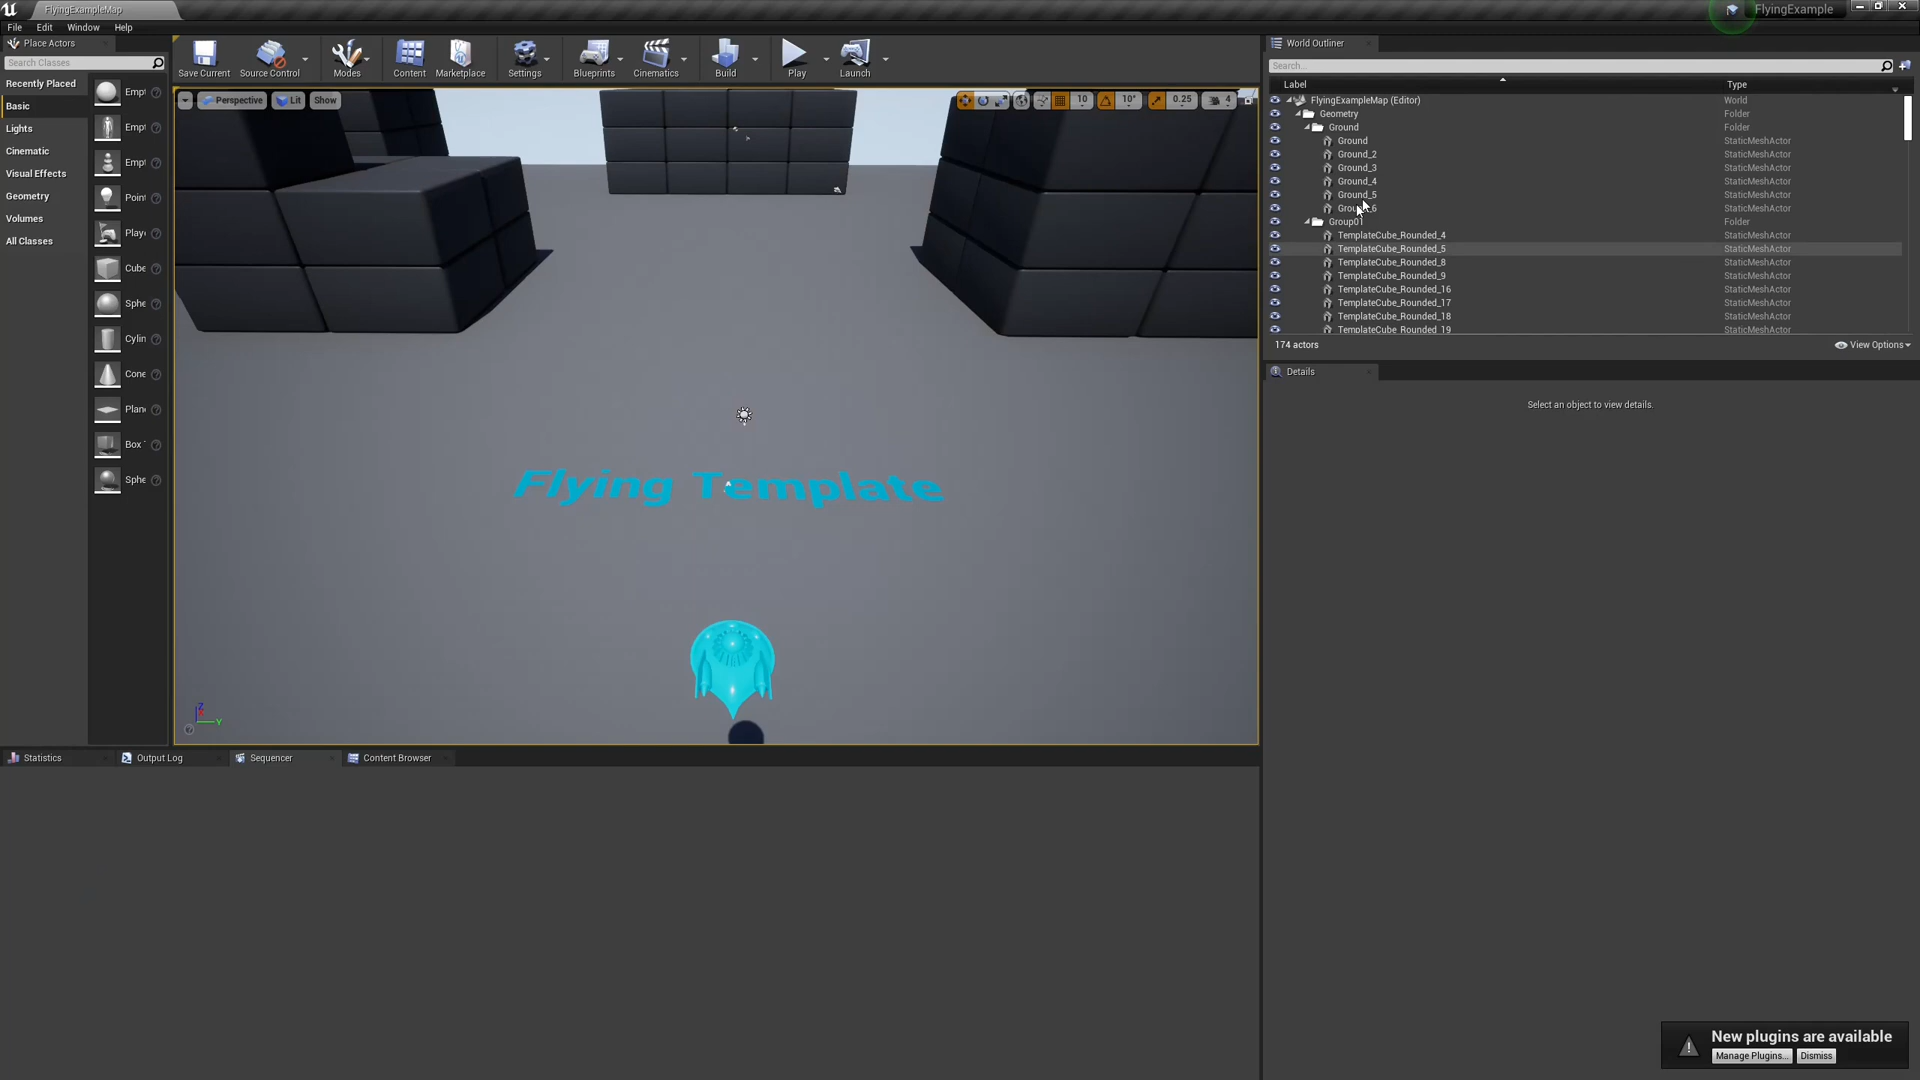 FlyingExampleMap
FlyingExample
File Edit Window Help
Place Actors
Search Classes
Recently Placed
Basic
Lights
Cinematic
Visual Effects
Geometry
Volumes
All Classes
Empt
Empt
Empt
Point
Playe
Cube
Sphe
Cylin
Cone
Plane
Box
Sphe
Save Current
Source Control
Modes
Content
Marketplace
Settings
Blueprints
Cinematics
Build
Play
Launch
Perspective Lit Show
10 10° 0.25 4
Flying Template
Z
Y
World Outliner
Search...
Label Type
FlyingExampleMap (Editor) World
Geometry Folder
Ground Folder
Ground StaticMeshActor
Ground_2 StaticMeshActor
Ground_3 StaticMeshActor
Ground_4 StaticMeshActor
Ground_5 StaticMeshActor
Ground_6 StaticMeshActor
Group01 Folder
TemplateCube_Rounded_4 StaticMeshActor
TemplateCube_Rounded_5 StaticMeshActor
TemplateCube_Rounded_8 StaticMeshActor
TemplateCube_Rounded_9 StaticMeshActor
TemplateCube_Rounded_16 StaticMeshActor
TemplateCube_Rounded_17 StaticMeshActor
TemplateCube_Rounded_18 StaticMeshActor
TemplateCube_Rounded_19 StaticMeshActor
174 actors View Options
Details
Select an object to view details.
Statistics Output Log Sequencer Content Browser
New plugins are available
Manage Plugins... Dismiss